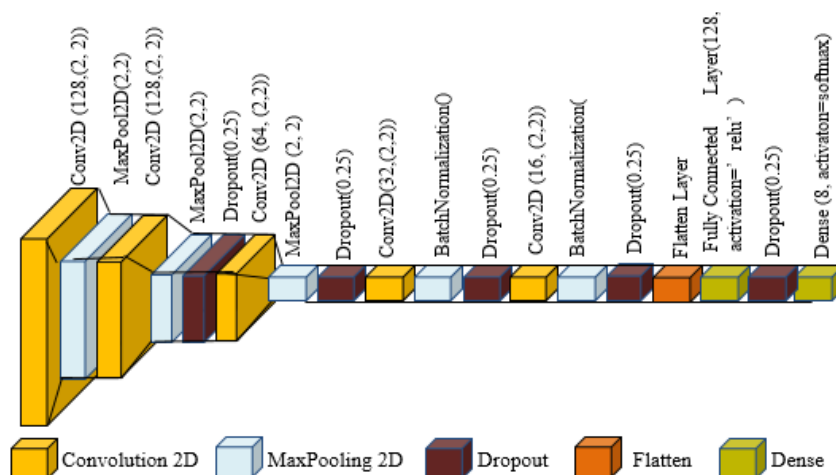 Conv2D (128,(2, 2))
MaxPool2D(2,2)
Conv2D (128,(2, 2))
MaxPool2D(2,2)
Dropout(0.25)
Conv2D (64, (2,2))
MaxPool2D (2, 2)
Dropout(0.25)
Conv2D(32,(2,2))
BatchNormalization()
Dropout(0.25)
Conv2D (16, (2,2))
BatchNormalization(
Dropout(0.25)
Flatten Layer
Fully Connected Layer(128,
activation=' relu' )
Dropout(0.25)
Dense (8, activaton=softmax)
Convolution 2D
MaxPooling 2D
Dropout
Flatten
Dense